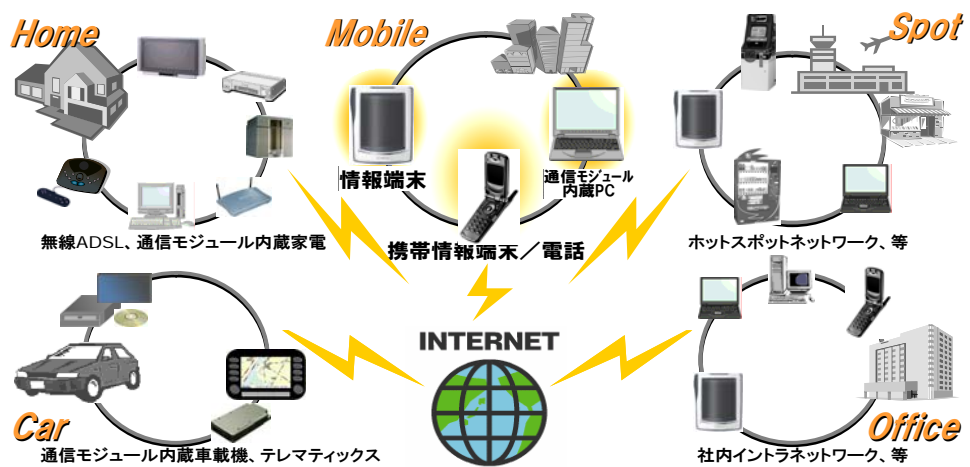 Home
Mobile
Spot
情報端末
通信モジュール
内蔵PC
携帯情報端末／電話
無線ADSL、通信モジュール内蔵家電
ホットスポットネットワーク、等
INTERNET
Car
通信モジュール内蔵車載機、テレマティックス
Office
社内イントラネットワーク、等